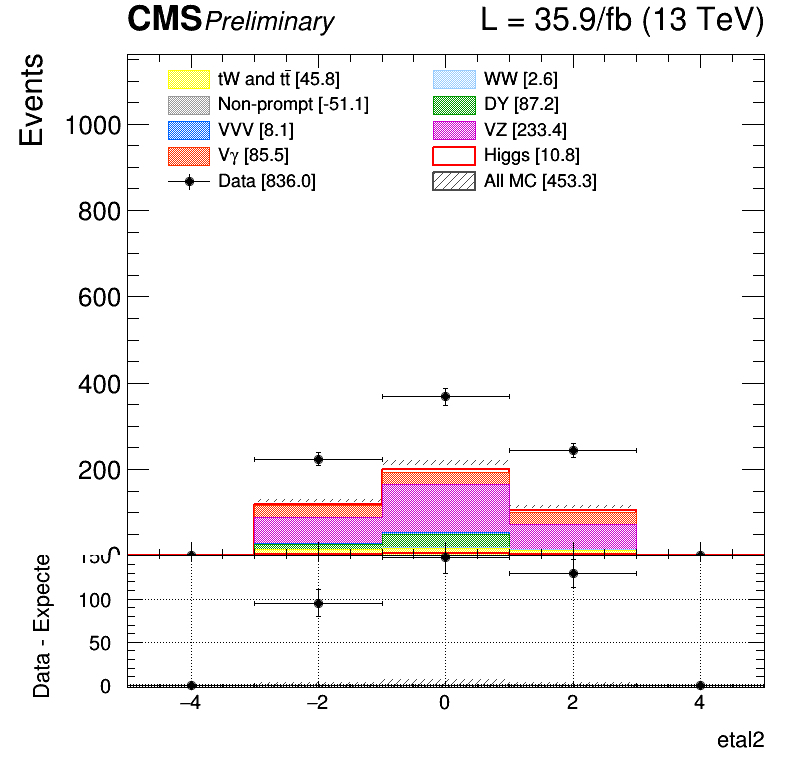 CMS Preliminary L = 35.9/fb (13 TeV)
Events
tW and tt̄ [45.8] WW [2.6]
Non-prompt [-51.1] DY [87.2]
VVV [8.1] VZ [233.4]
Vγ [85.5] Higgs [10.8]
Data [836.0] All MC [453.3]
1000
800
600
400
200
0
Data - Expecte
150
100
50
0
−4 −2 0 2 4
etal2